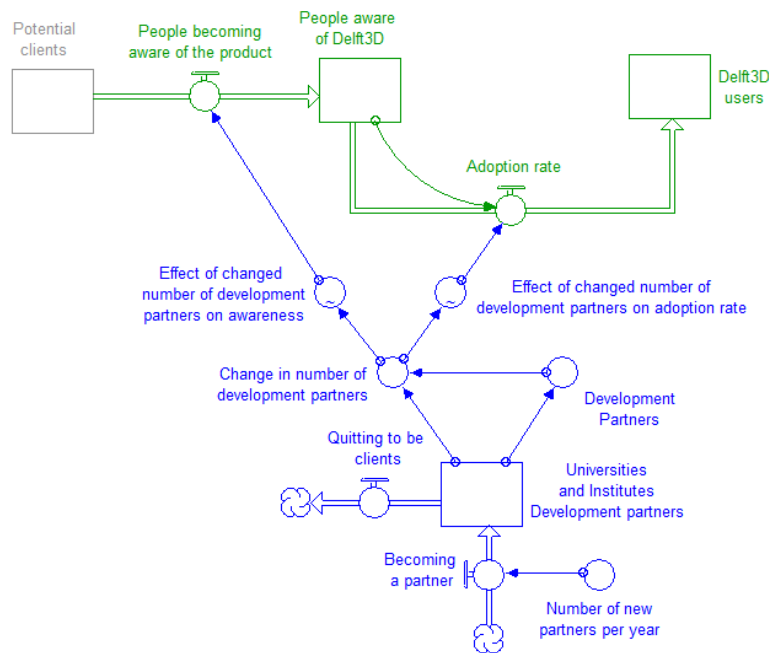 Potential
clients
People becoming
aware of the product
People aware
of Delft3D
Delft3D
users
Adoption rate
Effect of changed
number of development
partners on awareness
~
~
Effect of changed number of
development partners on adoption rate
Change in number of
development partners
Development
Partners
Quitting to be
clients
Universities
and Institutes
Development partners
Becoming
a partner
Number of new
partners per year